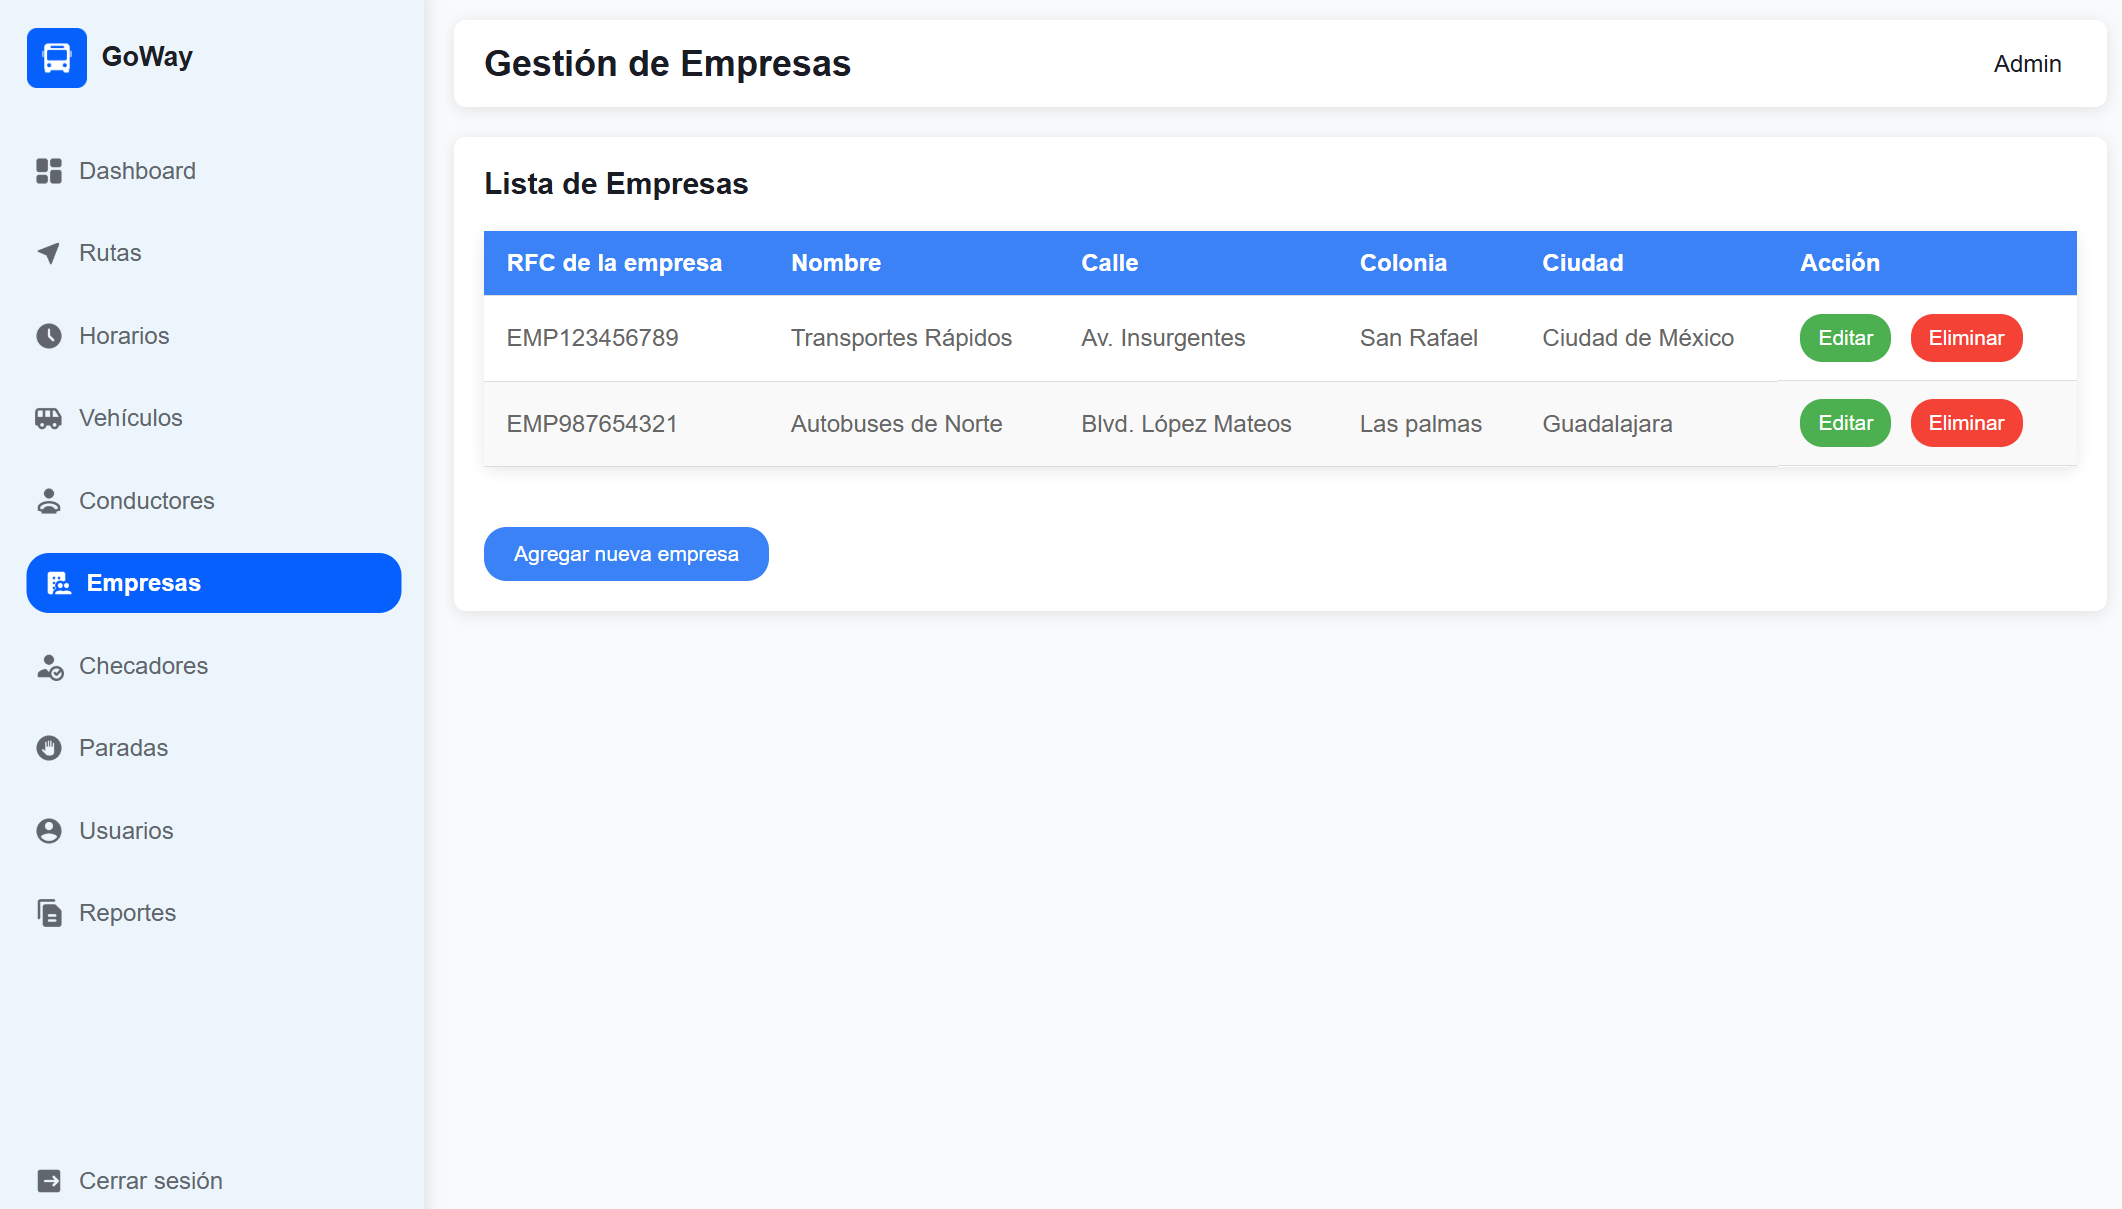 GoWay
Dashboard
Rutas
Horarios
Vehículos
Conductores
Empresas
Checadores
Paradas
Usuarios
Reportes
Cerrar sesión
Gestión de Empresas
Admin
Lista de Empresas
RFC de la empresa Nombre Calle Colonia Ciudad Acción
EMP123456789 Transportes Rápidos Av. Insurgentes San Rafael Ciudad de México Editar Eliminar
EMP987654321 Autobuses de Norte Blvd. López Mateos Las palmas Guadalajara Editar Eliminar
Agregar nueva empresa